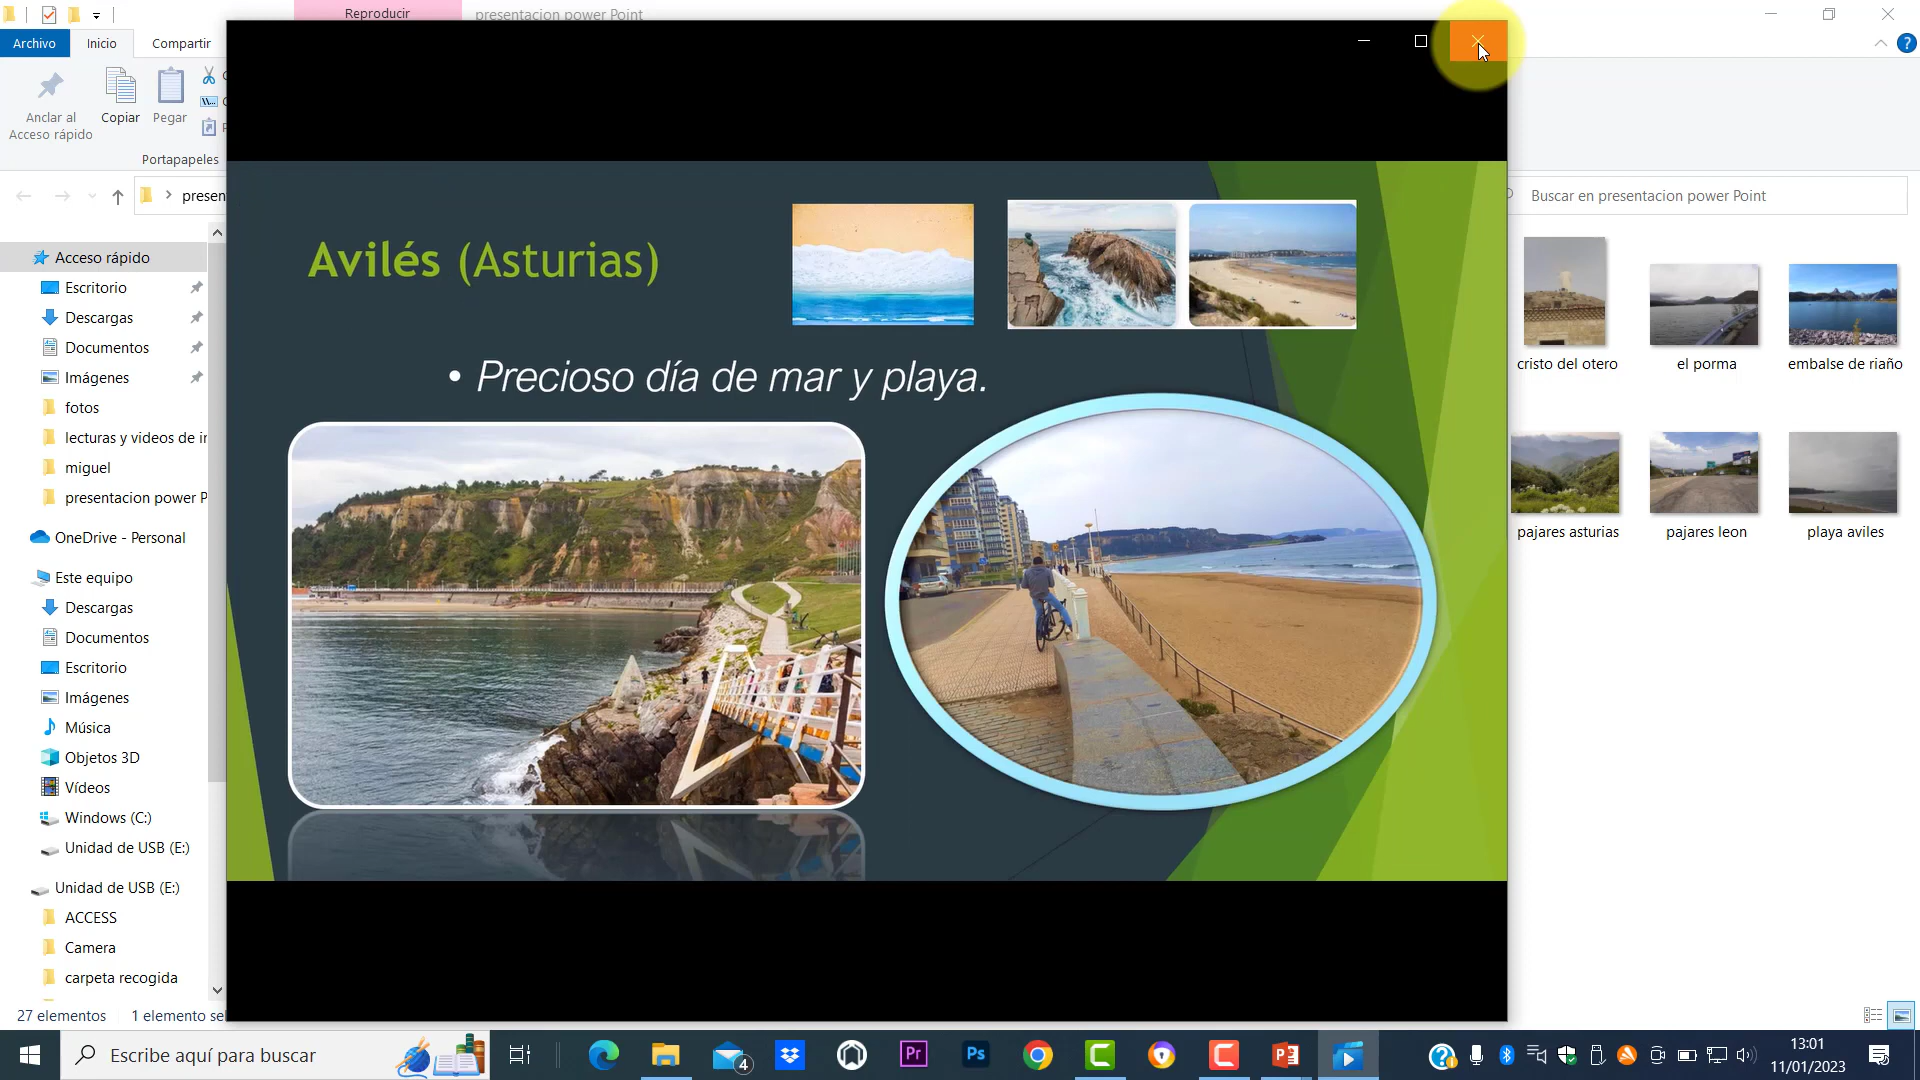 Reproducir
presentacion power Point
Archivo
Inicio
Compartir
Anclar al
Acceso rápido
Copiar
Pegar
Portapapeles
presen
Buscar en presentacion power Point
Acceso rápido
Escritorio
Descargas
Documentos
Imágenes
fotos
lecturas y videos de ir
miguel
presentacion power P
OneDrive - Personal
Este equipo
Descargas
Documentos
Escritorio
Imágenes
Música
Objetos 3D
Vídeos
Windows (C:)
Unidad de USB (E:)
Unidad de USB (E:)
ACCESS
Camera
carpeta recogida
27 elementos
1 elemento se
Avilés (Asturias)
• Precioso día de mar y playa.
cristo del otero
el porma
embalse de riaño
pajares asturias
pajares leon
playa aviles
Escribe aquí para buscar
4
Pr
Ps
13:01
11/01/2023